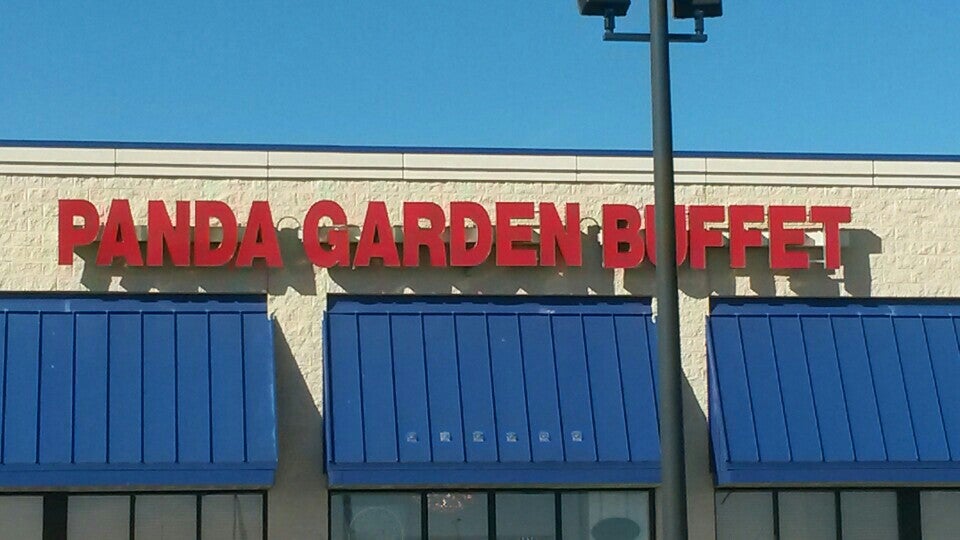 PANDA GARDEN BUFFET